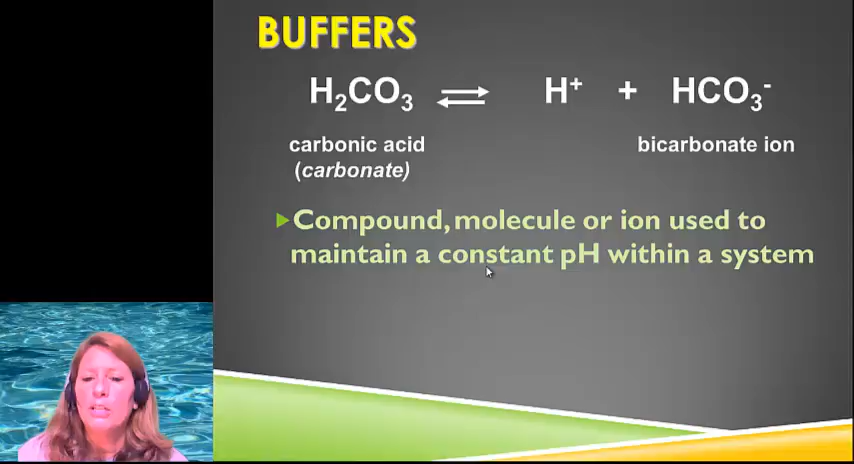 BUFFERS
H₂CO₃ ⇌ H⁺ + HCO₃⁻
carbonic acid bicarbonate ion
(carbonate)
Compound, molecule or ion used to
maintain a constant pH within a system